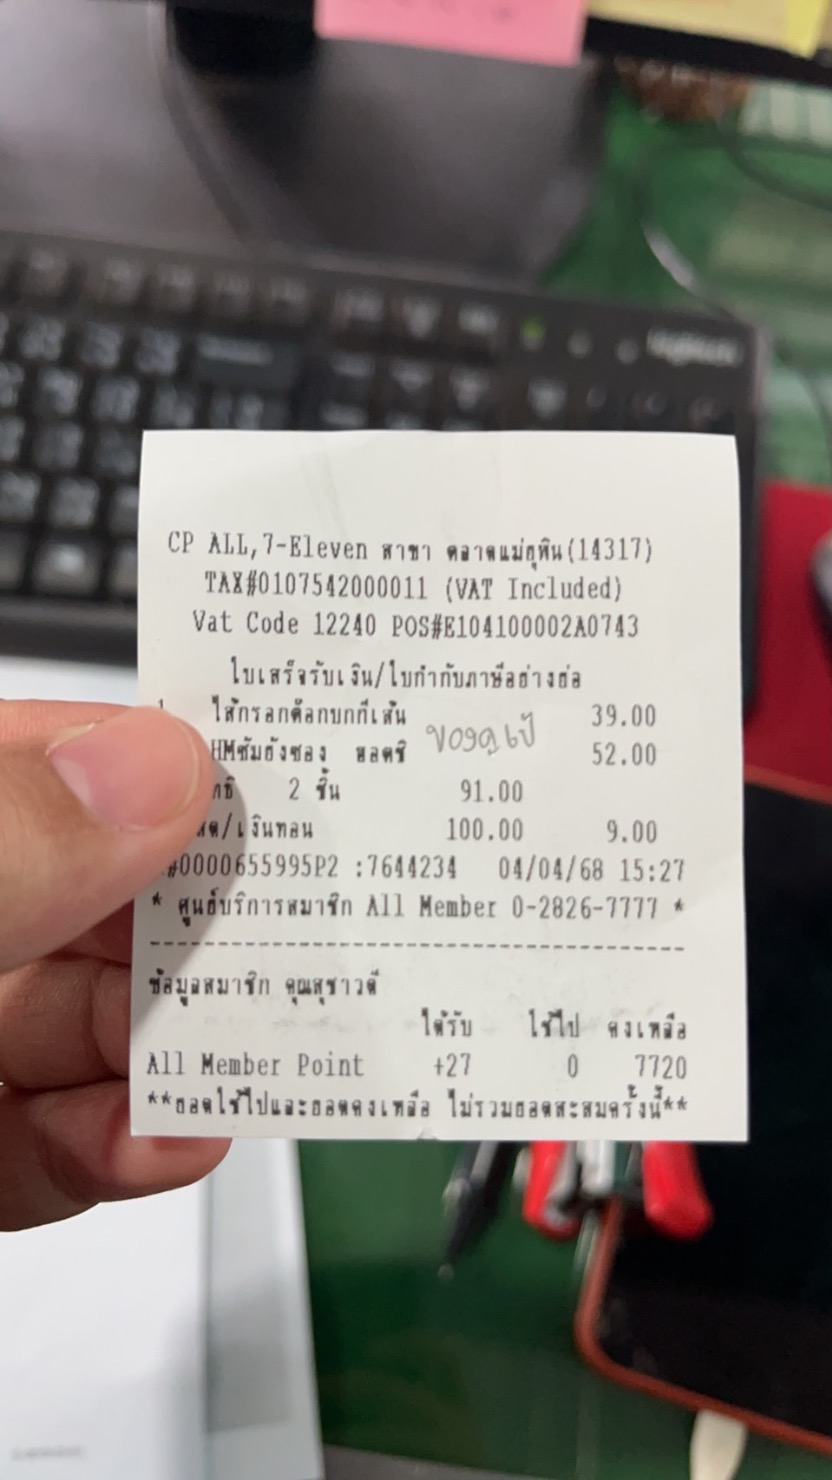 CP ALL,7-Eleven สาขา ตลาดแม่ยุพิน(14317)
TAX#0107542000011 (VAT Included)
Vat Code 12240 POS#E104100002A0743
ใบเสร็จรับเงิน/ใบกำกับภาษีอย่างย่อ
1 ไส้กรอกค็อกบกกีเส้น 39.00
HMซัมยังซอง ฮอตชิ 52.00
2 ชิ้น 91.00
/เงินทอน 100.00 9.00
#0000655995P2 :7644234 04/04/68 15:27
* ศูนย์บริการสมาชิก All Member 0-2826-7777 *
ข้อมูลสมาชิก คุณสุชาวดี
ได้รับ ใช้ไป คงเหลือ
All Member Point +27 0 7720
**ยอดใช้ไปและยอดคงเหลือ ไม่รวมยอดสะสมครั้งนี้**